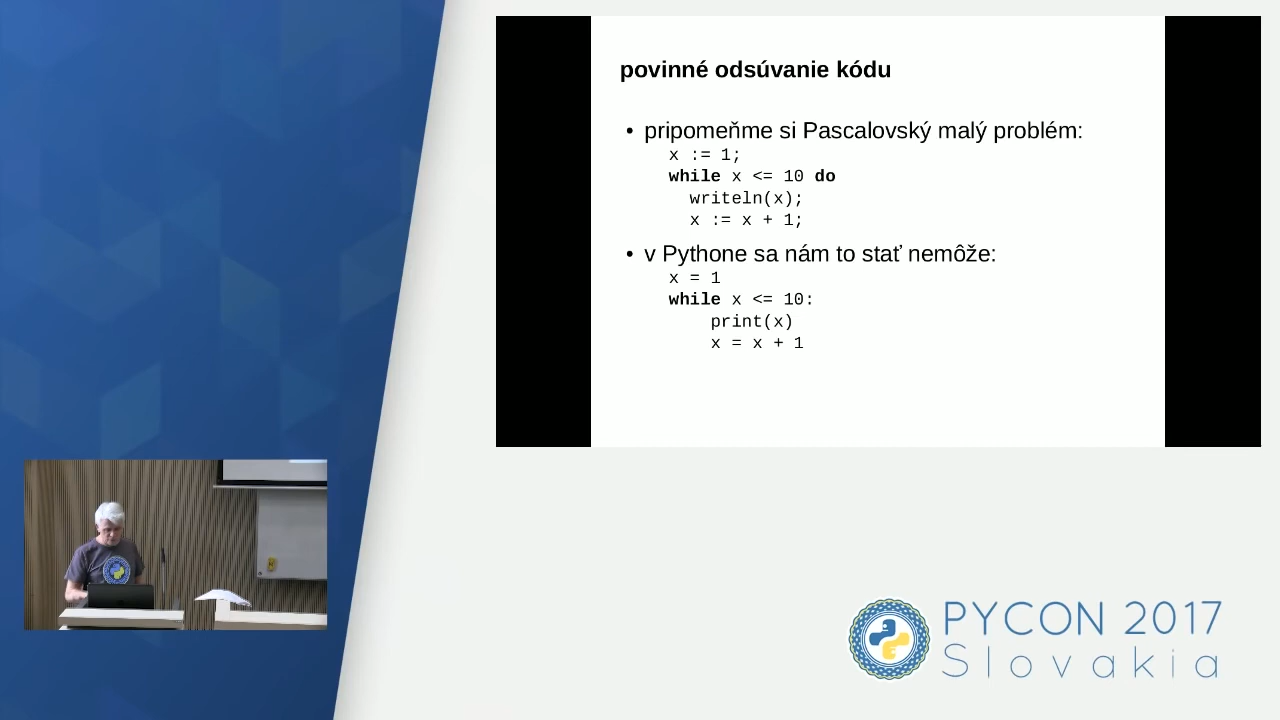 povinné odsúvanie kódu
• pripomeňme si Pascalovský malý problém:
x := 1;
while x <= 10 do
writeln(x);
x := x + 1;
• v Pythone sa nám to stať nemôže:
x = 1
while x <= 10:
print(x)
x = x + 1
PYCON 2017
Slovakia